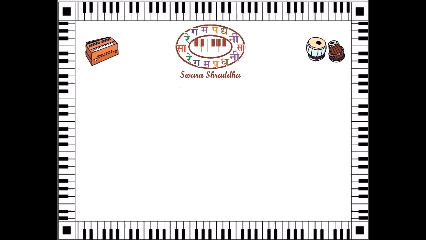 सा रे ग म प ध नी सा
रे ग म प ध नी
Swara Shraddha